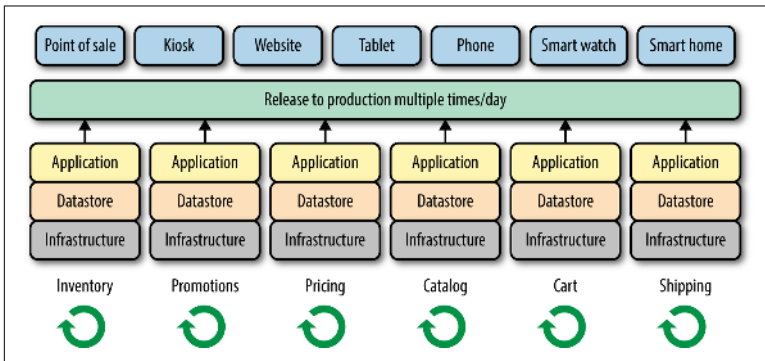 Point of sale
Kiosk
Website
Tablet
Phone
Smart watch
Smart home
Release to production multiple times/day
Application
Application
Application
Application
Application
Application
Datastore
Datastore
Datastore
Datastore
Datastore
Datastore
Infrastructure
Infrastructure
Infrastructure
Infrastructure
Infrastructure
Infrastructure
Inventory
Promotions
Pricing
Catalog
Cart
Shipping